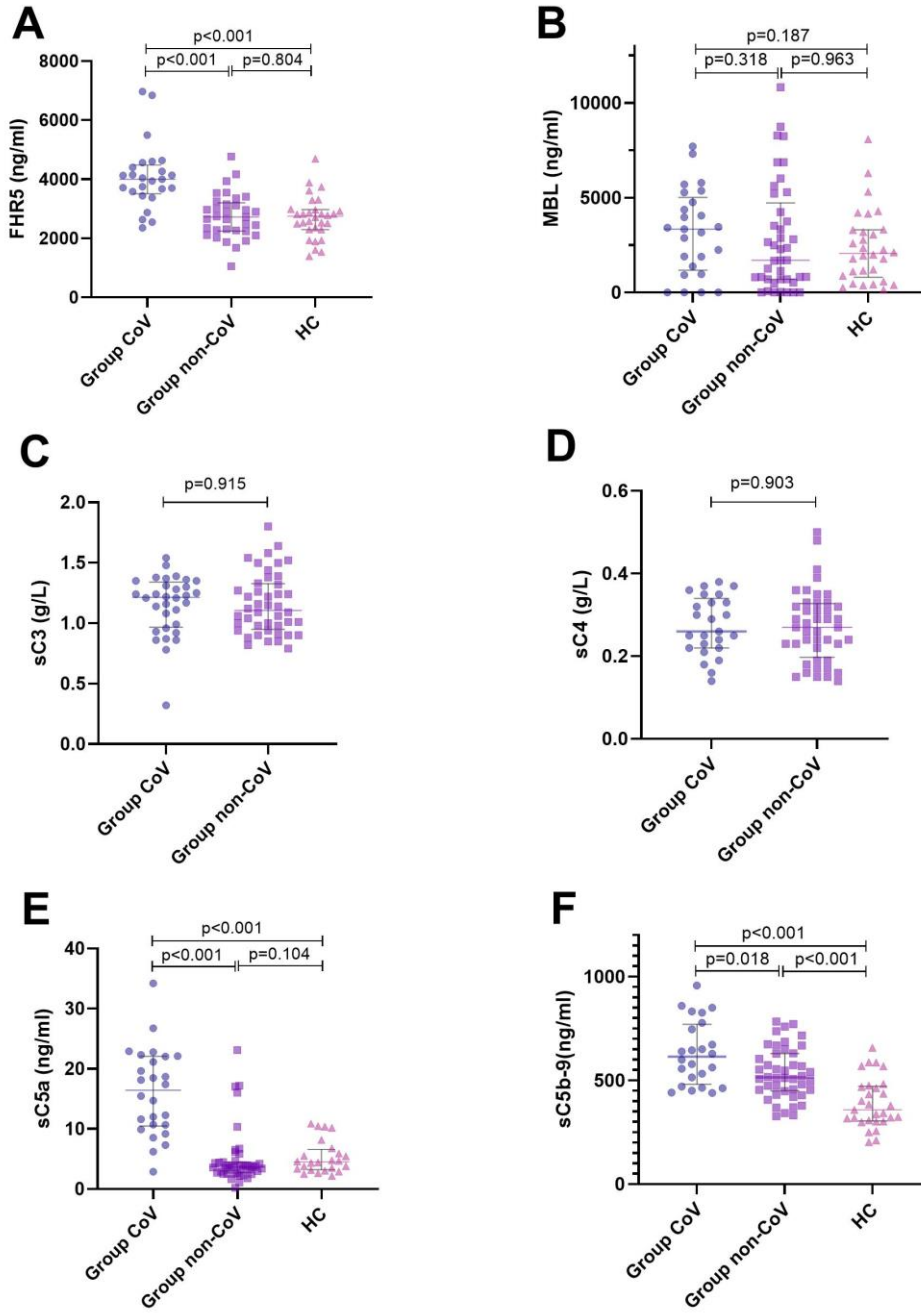 A
p<0.001
p<0.001 p=0.804
FHR5 (ng/ml)
8000
6000
4000
2000
0
Group CoV
Group non-CoV
HC
B
p=0.187
p=0.318 p=0.963
MBL (ng/ml)
10000
5000
0
Group CoV
Group non-CoV
HC
C
p=0.915
sC3 (g/L)
2.0
1.5
1.0
0.5
0.0
Group CoV
Group non-CoV
D
p=0.903
sC4 (g/L)
0.6
0.4
0.2
0.0
Group CoV
Group non-CoV
E
p<0.001
p<0.001 p=0.104
sC5a (ng/ml)
40
30
20
10
0
Group CoV
Group non-CoV
HC
F
p<0.001
p=0.018 p<0.001
sC5b-9(ng/ml)
1000
500
0
Group CoV
Group non-CoV
HC